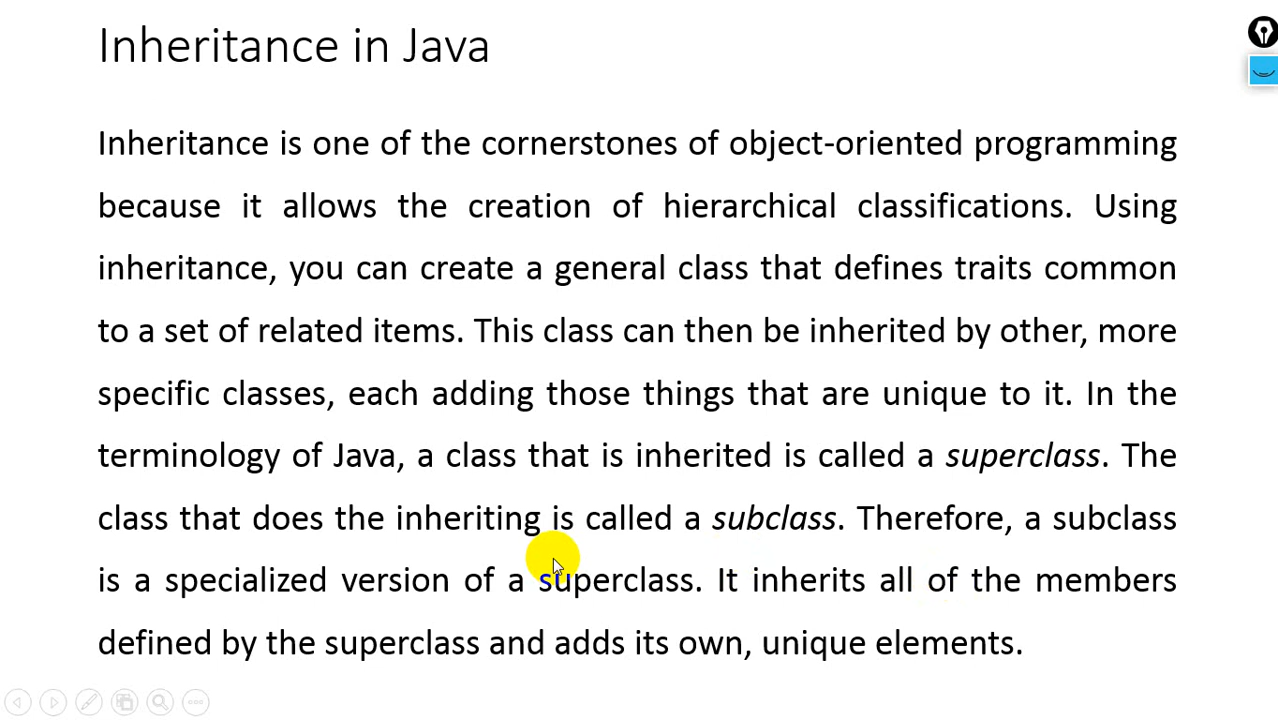 Inheritance in Java
Inheritance is one of the cornerstones of object-oriented programming
because it allows the creation of hierarchical classifications. Using
inheritance, you can create a general class that defines traits common
to a set of related items. This class can then be inherited by other, more
specific classes, each adding those things that are unique to it. In the
terminology of Java, a class that is inherited is called a superclass. The
class that does the inheriting is called a subclass. Therefore, a subclass
is a specialized version of a superclass. It inherits all of the members
defined by the superclass and adds its own, unique elements.